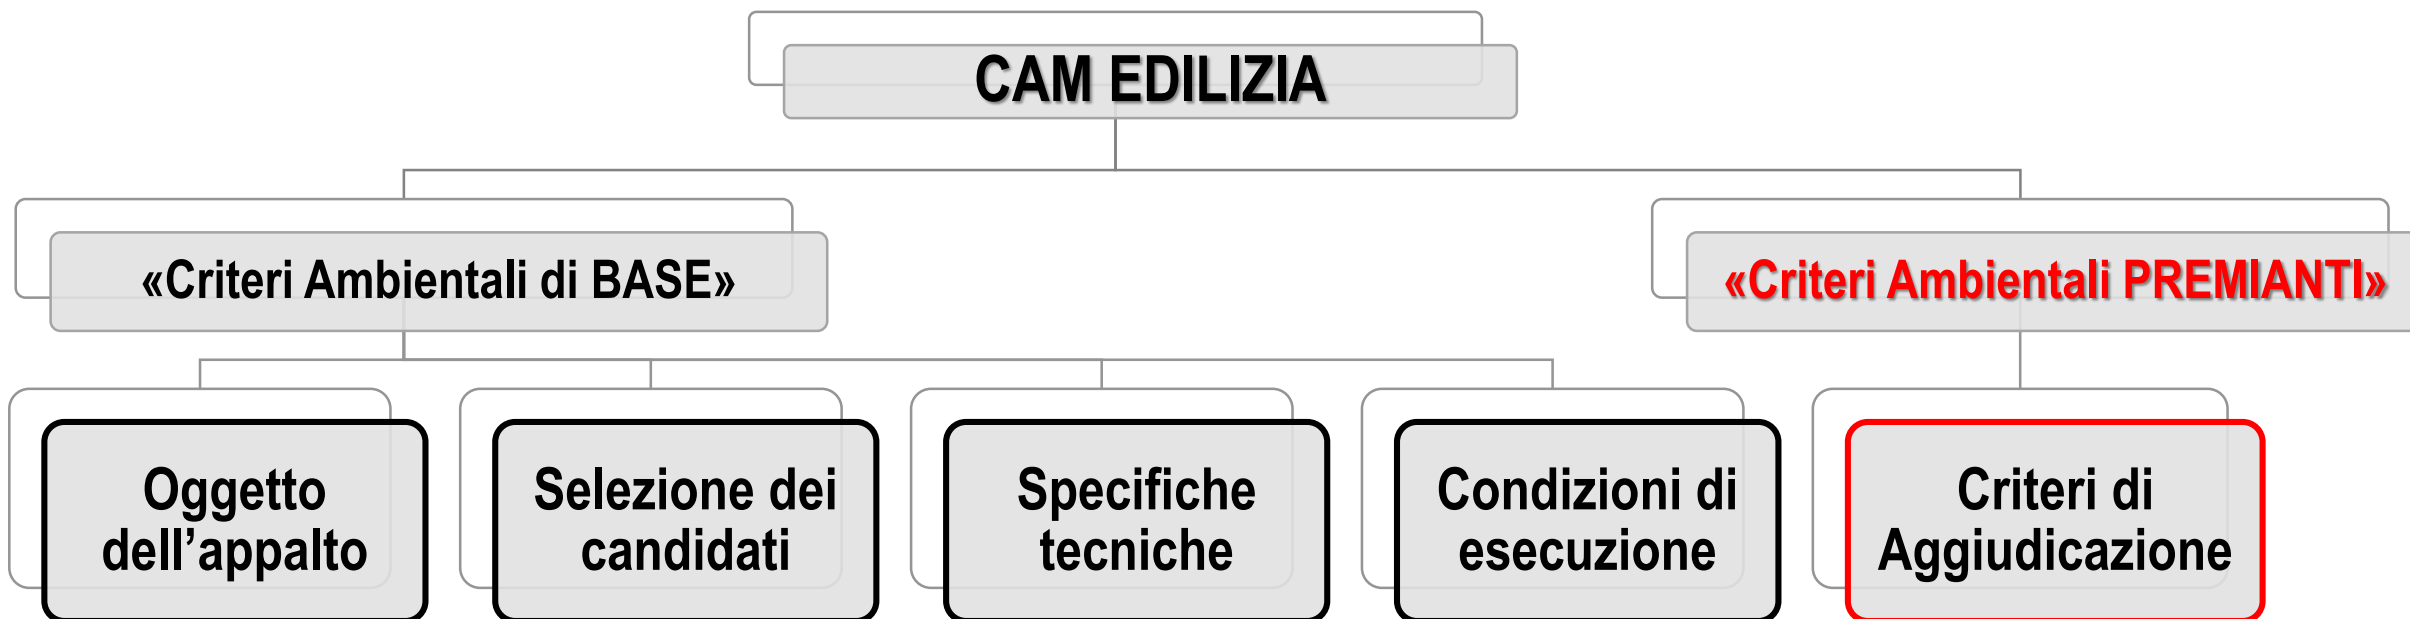 CAM EDILIZIA
«Criteri Ambientali di BASE»
«Criteri Ambientali PREMIANTI»
Oggetto
dell’appalto
Selezione dei
candidati
Specifiche
tecniche
Condizioni di
esecuzione
Criteri di
Aggiudicazione